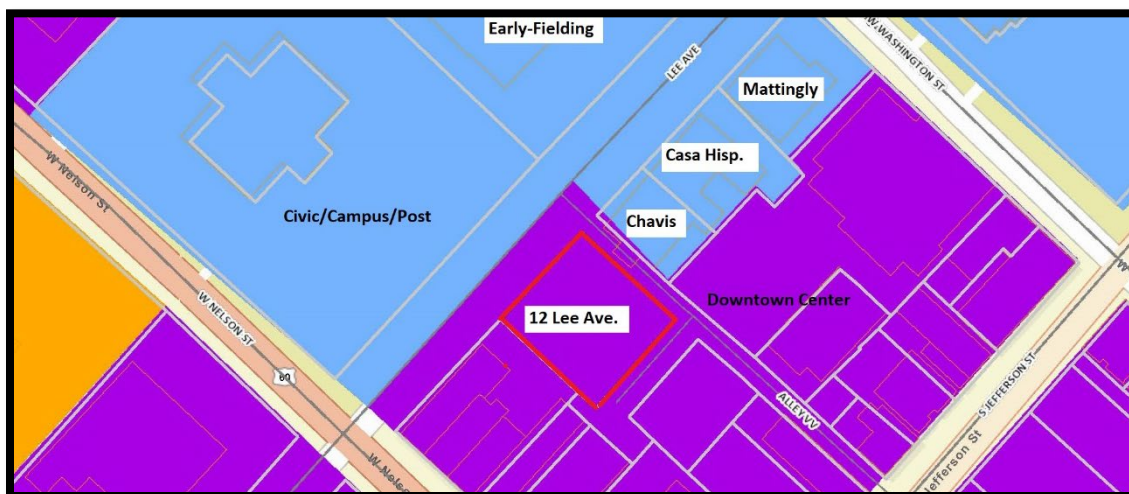 Early-Fielding
LEE AVE
W WASHINGTON ST
Mattingly
Casa Hisp.
W Nelson St
Civic/Campus/Post
Chavis
W NELSON ST
12 Lee Ave.
Downtown Center
60
ALLEY VV
S JEFFERSON ST
Jefferson St
W Nelson
W